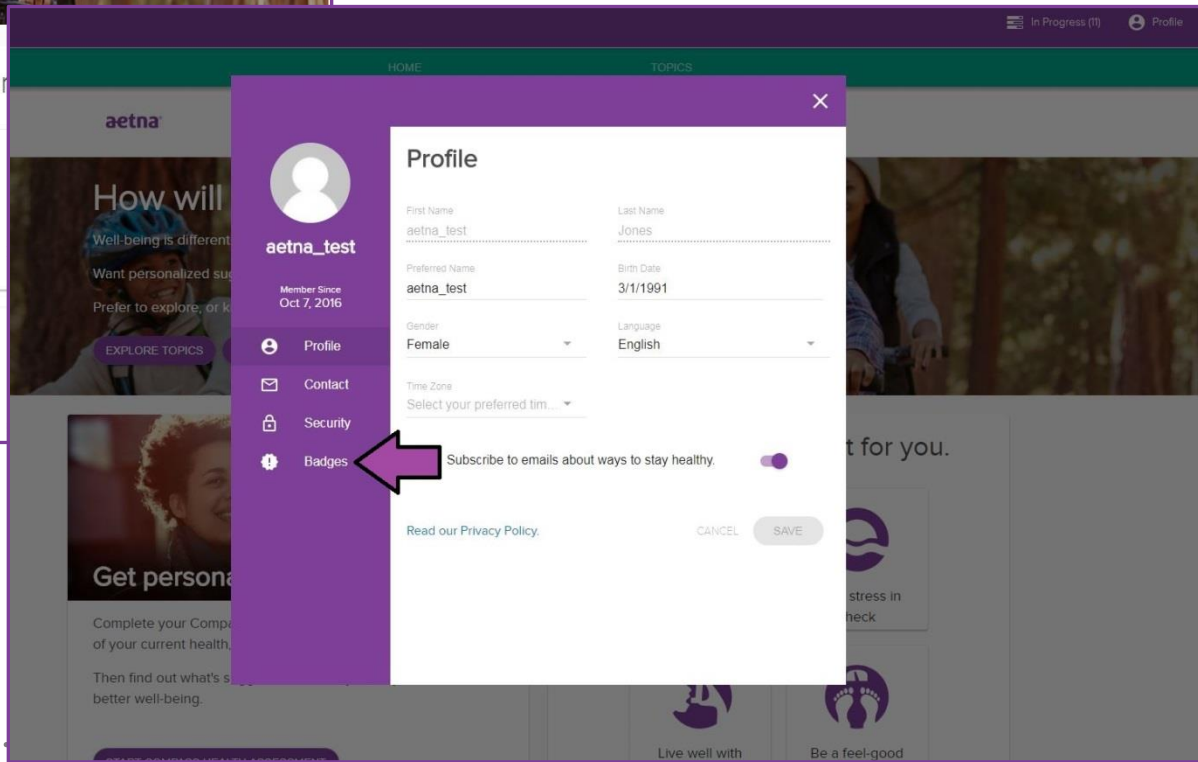 In Progress (11) Profile
HOME TOPICS
aetna
How will
Well-being is different
Want personalized
Prefer to explore, or
EXPLORE TOPICS
aetna_test
Member Since
Oct 7, 2016
Profile
Contact
Security
Badges
Profile
First Name Last Name
aetna_test Jones
Preferred Name Birth Date
aetna_test 3/1/1991
Gender Language
Female English
Time Zone
Select your preferred tim...
Subscribe to emails about ways to stay healthy.
Read our Privacy Policy. CANCEL SAVE
t for you.
Get persona
Complete your Compa
of your current health,
Then find out what's
better well-being.
stress in
heck
Live well with
Be a feel-good